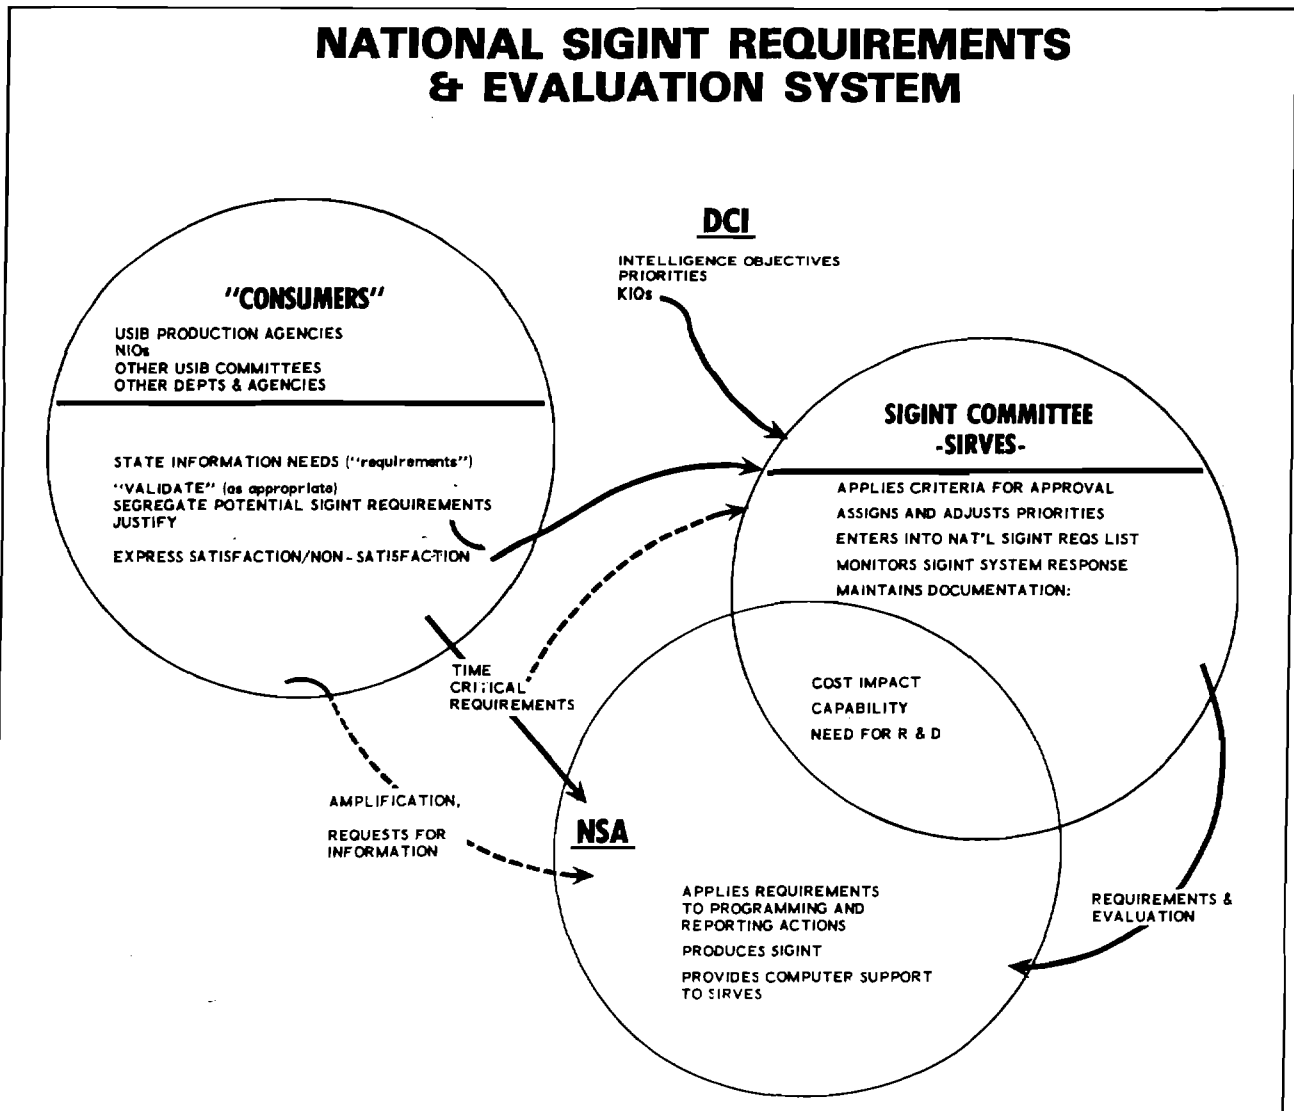 NATIONAL SIGINT REQUIREMENTS
& EVALUATION SYSTEM
DCI
INTELLIGENCE OBJECTIVES
PRIORITIES
KIQs
"CONSUMERS"
USIB PRODUCTION AGENCIES
NIOs
OTHER USIB COMMITTEES
OTHER DEPTS & AGENCIES
STATE INFORMATION NEEDS ("requirements")
"VALIDATE" (as appropriate)
SEGREGATE POTENTIAL SIGINT REQUIREMENTS
JUSTIFY
EXPRESS SATISFACTION/NON-SATISFACTION
SIGINT COMMITTEE
-SIRVES-
APPLIES CRITERIA FOR APPROVAL
ASSIGNS AND ADJUSTS PRIORITIES
ENTERS INTO NAT'L SIGINT REQS LIST
MONITORS SIGINT SYSTEM RESPONSE
MAINTAINS DOCUMENTATION:
COST IMPACT
CAPABILITY
NEED FOR R & D
TIME
CRITICAL
REQUIREMENTS
AMPLIFICATION,
REQUESTS FOR
INFORMATION
NSA
APPLIES REQUIREMENTS
TO PROGRAMMING AND
REPORTING ACTIONS
PRODUCES SIGINT
PROVIDES COMPUTER SUPPORT
TO SIRVES
REQUIREMENTS &
EVALUATION